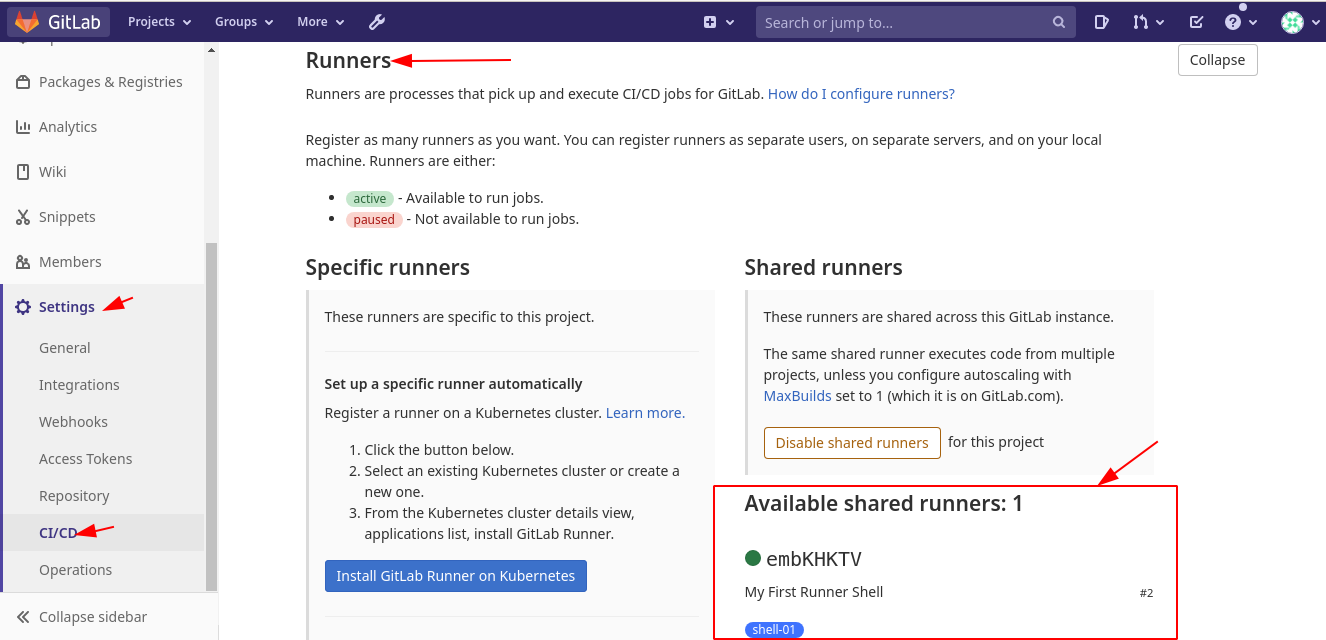 GitLab
Projects
Groups
More
Search or jump to...
Packages & Registries
Analytics
Wiki
Snippets
Members
Settings
General
Integrations
Webhooks
Access Tokens
Repository
CI/CD
Operations
Collapse sidebar
Runners
Collapse
Runners are processes that pick up and execute CI/CD jobs for GitLab. How do I configure runners?
Register as many runners as you want. You can register runners as separate users, on separate servers, and on your local
machine. Runners are either:
• active - Available to run jobs.
• paused - Not available to run jobs.
Specific runners
These runners are specific to this project.
Set up a specific runner automatically
Register a runner on a Kubernetes cluster. Learn more.
1. Click the button below.
2. Select an existing Kubernetes cluster or create a
new one.
3. From the Kubernetes cluster details view,
applications list, install GitLab Runner.
Install GitLab Runner on Kubernetes
Shared runners
These runners are shared across this GitLab instance.
The same shared runner executes code from multiple
projects, unless you configure autoscaling with
MaxBuilds set to 1 (which it is on GitLab.com).
Disable shared runners for this project
Available shared runners: 1
embKHKTV
My First Runner Shell #2
shell-01